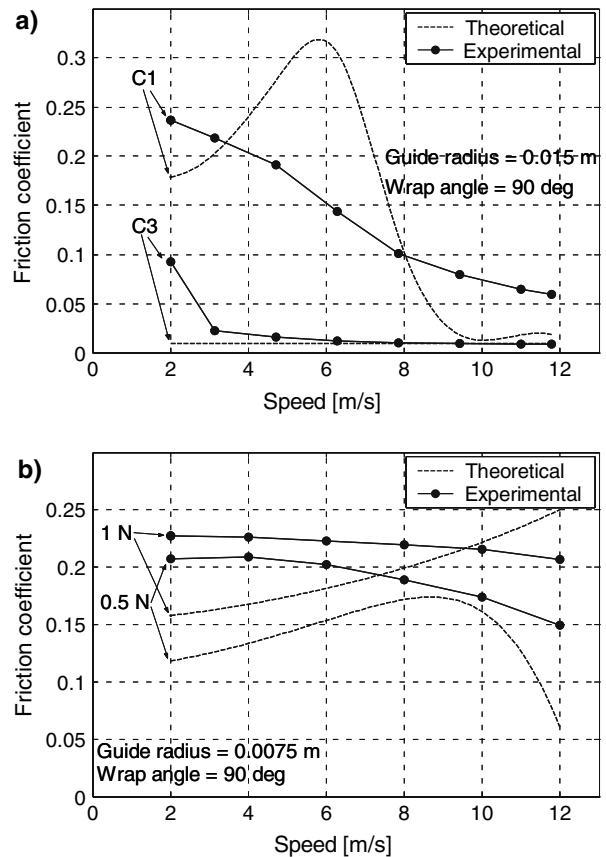 a)
Theoretical
Experimental
0.3
0.25
0.2
0.15
0.1
0.05
0
C1
C3
Guide radius = 0.015 m
Wrap angle = 90 deg
Friction coefficient
0 2 4 6 8 10 12
Speed [m/s]
b)
Theoretical
Experimental
0.25
0.2
0.15
0.1
0.05
0
1 N
0.5 N
Guide radius = 0.0075 m
Wrap angle = 90 deg
Friction coefficient
0 2 4 6 8 10 12
Speed [m/s]